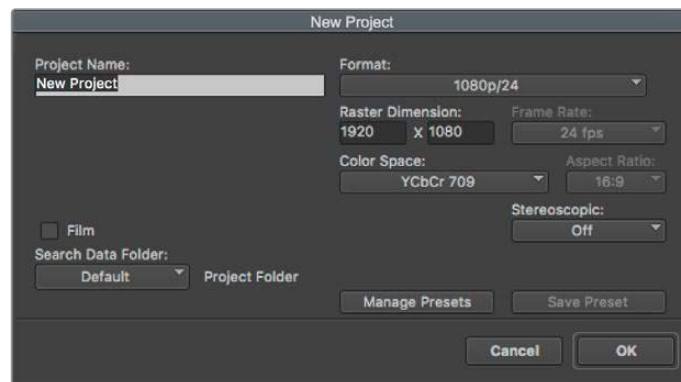 New Project
Project Name:
New Project
Format:
1080p/24
Raster Dimension:
Frame Rate:
1920 X 1080
24 fps
Color Space:
Aspect Ratio:
YCbCr 709
16:9
Stereoscopic:
Off
Film
Search Data Folder:
Default
Project Folder
Manage Presets
Save Preset
Cancel
OK